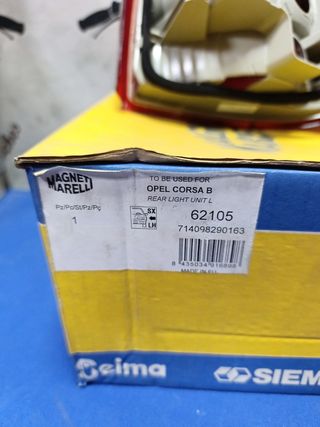 MAGNETI
MARELLI
TO BE USED FOR
OPEL CORSA B
REAR LIGHT UNIT L
Pz/Pc/St/Pz/Pç
1
SX
LH
62105
714098290163
MADE IN EU
Seima
SIEM